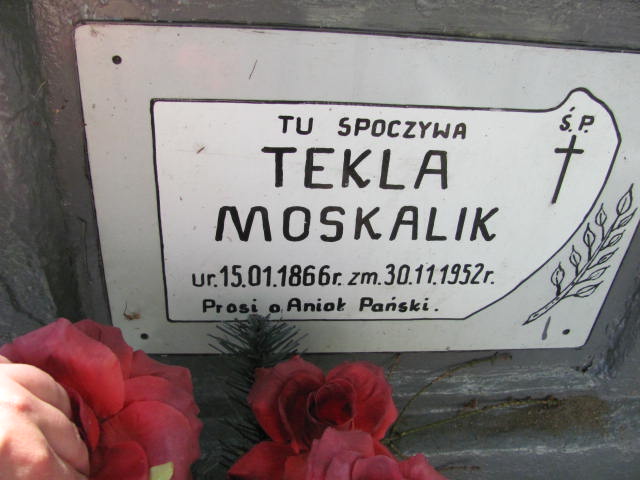 TU SPOCZYWA
Ś.P.
TEKLA
MOSKALIK
ur. 15.01.1866r. zm. 30.11.1952r.
Prosi o Anioł Pański.